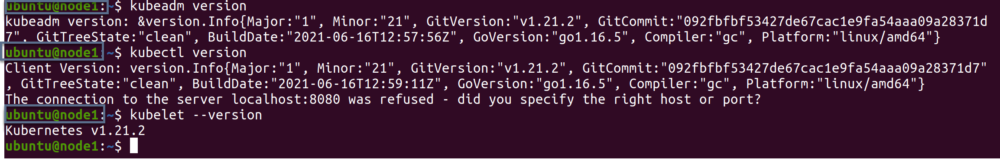 ubuntu@node1:~$ kubeadm version
kubeadm version: &version.Info{Major:"1", Minor:"21", GitVersion:"v1.21.2", GitCommit:"092fbfbf53427de67cac1e9fa54aaa09a28371d
7", GitTreeState:"clean", BuildDate:"2021-06-16T12:57:56Z", GoVersion:"go1.16.5", Compiler:"gc", Platform:"linux/amd64"}
ubuntu@node1:~$ kubectl version
Client Version: version.Info{Major:"1", Minor:"21", GitVersion:"v1.21.2", GitCommit:"092fbfbf53427de67cac1e9fa54aaa09a28371d7"
, GitTreeState:"clean", BuildDate:"2021-06-16T12:59:11Z", GoVersion:"go1.16.5", Compiler:"gc", Platform:"linux/amd64"}
The connection to the server localhost:8080 was refused - did you specify the right host or port?
ubuntu@node1:~$ kubelet --version
Kubernetes v1.21.2
ubuntu@node1:~$